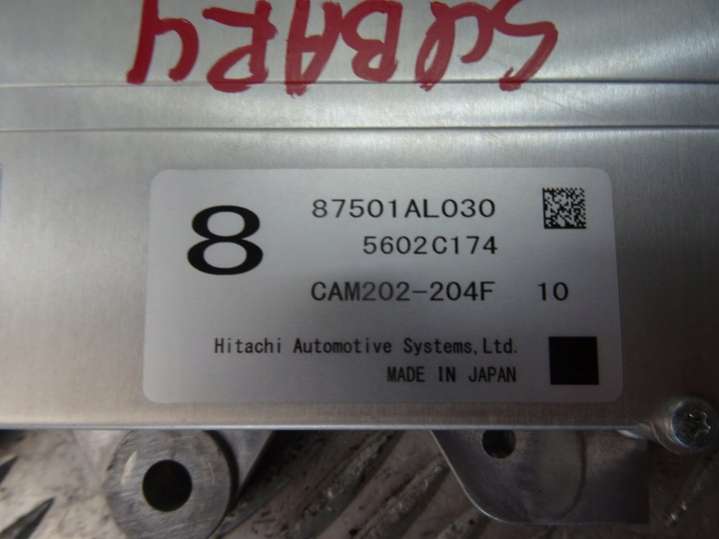 SUBARU
8
87501AL030
5602C174
CAM202-204F 10
Hitachi Automotive Systems,Ltd.
MADE IN JAPAN